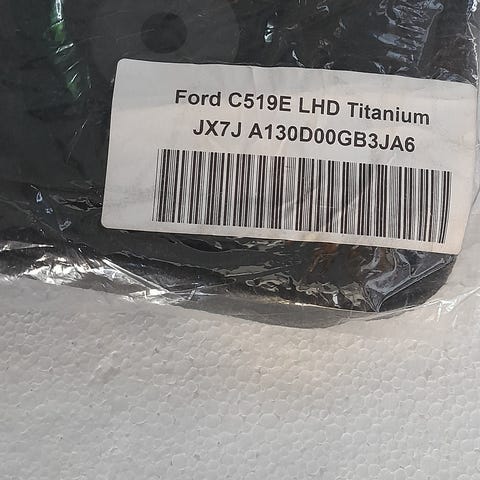 Ford C519E LHD Titanium
JX7J A130D00GB3JA6